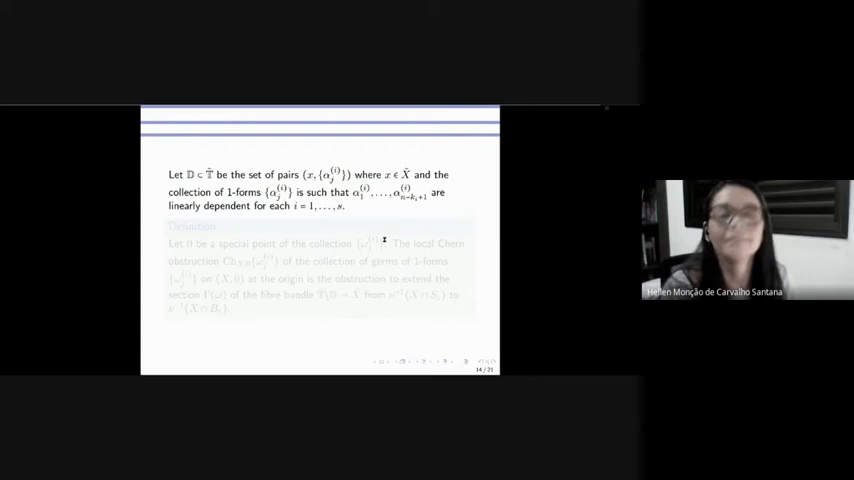 Let 𝔻 ⊂ 𝕋̃ be the set of pairs (x, {α_j^{(i)}}) where x ∈ X̃ and the
collection of 1-forms {α_j^{(i)}} is such that α_1^{(i)}, . . . , α_{n−k_i+1}^{(i)} are
linearly dependent for each i = 1, . . . , s.
Definition
Let 0 be a special point of the collection {ω_j^{(i)}}. The local Chern
obstruction Ch_{X,0}{ω_j^{(i)}} of the collection of germs of 1-forms
{ω_j^{(i)}} on (X, 0) at the origin is the obstruction to extend the
section of the fibre bundle 𝕋̃\𝔻 → X̃ from ν^{−1}(X ∩ S_ε) to
ν^{−1}(X ∩ B_ε).
14 / 21
Hellen Monção de Carvalho Santana